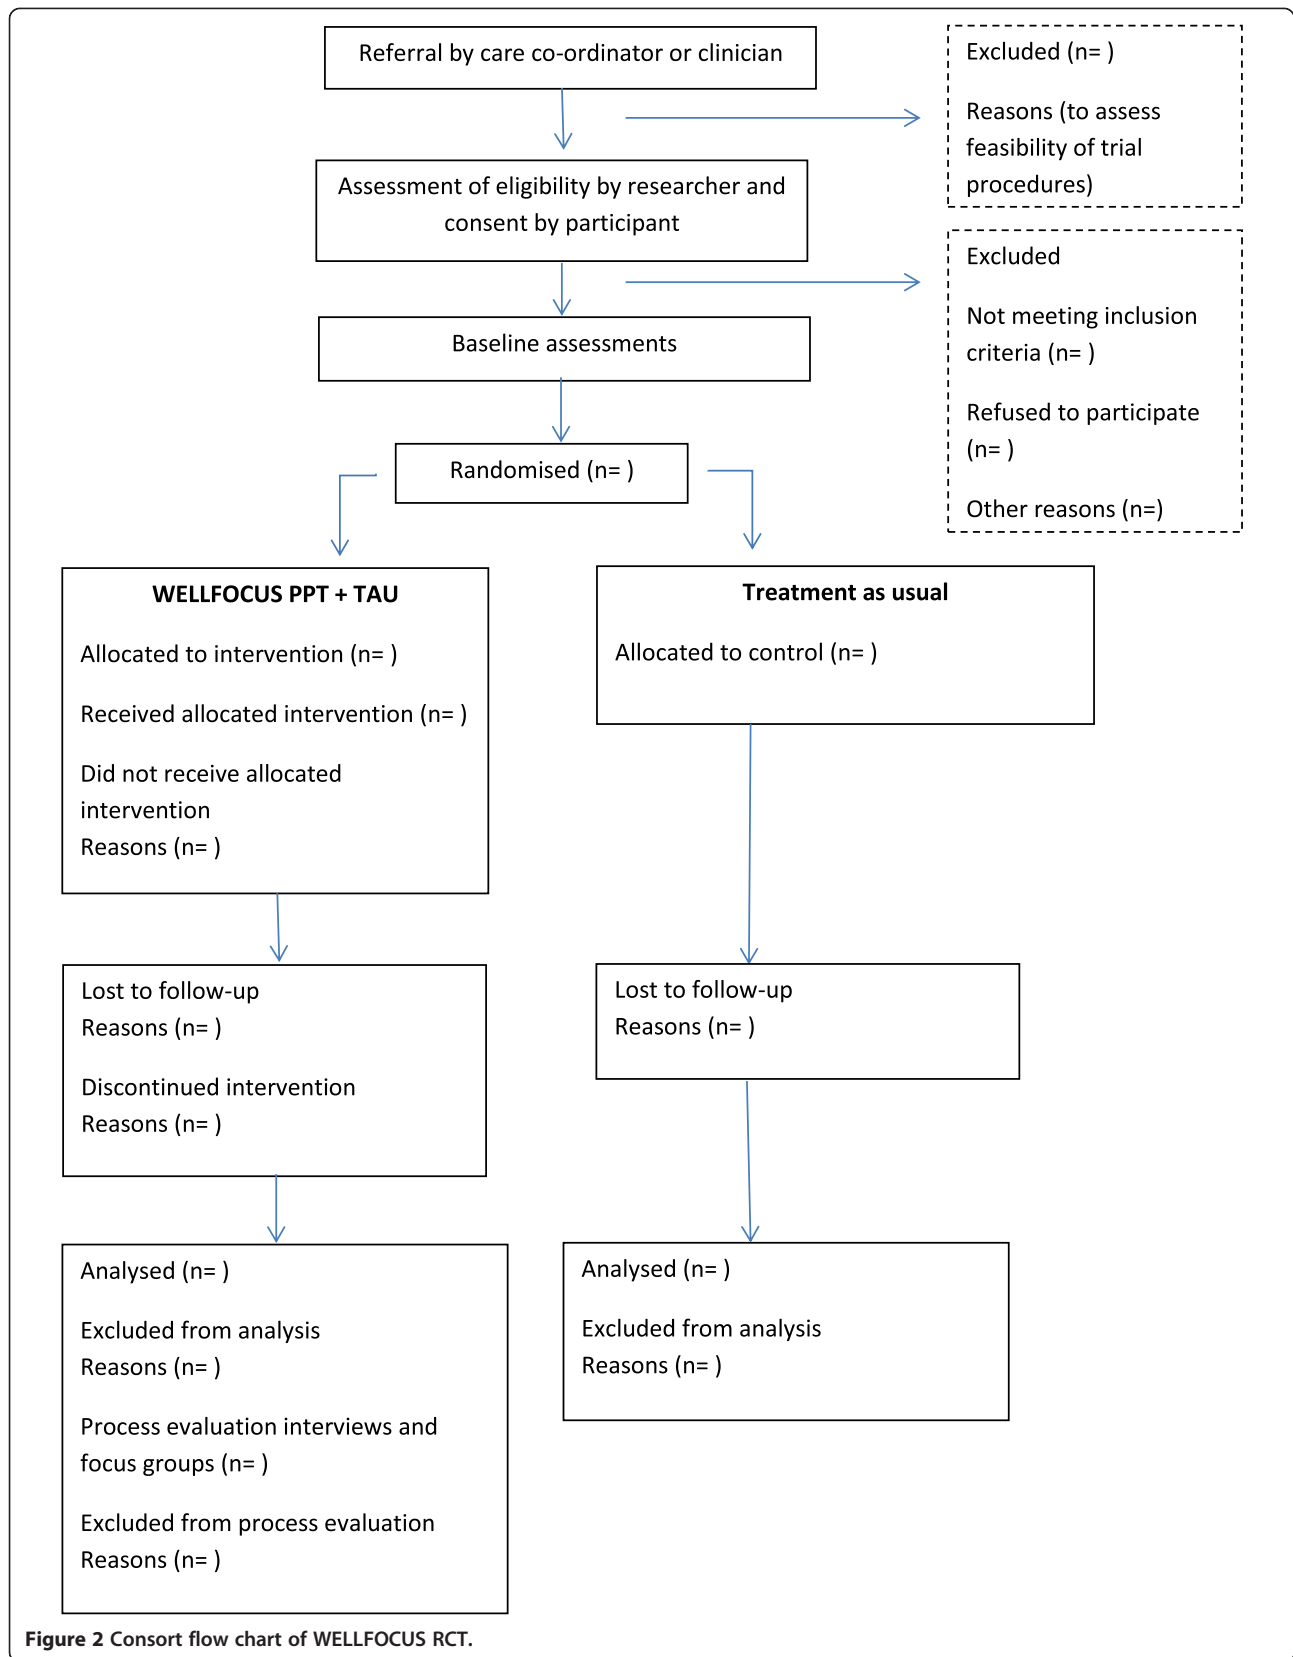 Referral by care co-ordinator or clinician
Excluded (n= )
Reasons (to assess
feasibility of trial
procedures)
Assessment of eligibility by researcher and
consent by participant
Excluded
Not meeting inclusion
criteria (n= )
Refused to participate
(n= )
Other reasons (n=)
Baseline assessments
Randomised (n= )
WELLFOCUS PPT + TAU
Allocated to intervention (n= )
Received allocated intervention (n= )
Did not receive allocated
intervention
Reasons (n= )
Treatment as usual
Allocated to control (n= )
Lost to follow-up
Reasons (n= )
Discontinued intervention
Reasons (n= )
Lost to follow-up
Reasons (n= )
Analysed (n= )
Excluded from analysis
Reasons (n= )
Process evaluation interviews and
focus groups (n= )
Excluded from process evaluation
Reasons (n= )
Analysed (n= )
Excluded from analysis
Reasons (n= )
Figure 2 Consort flow chart of WELLFOCUS RCT.